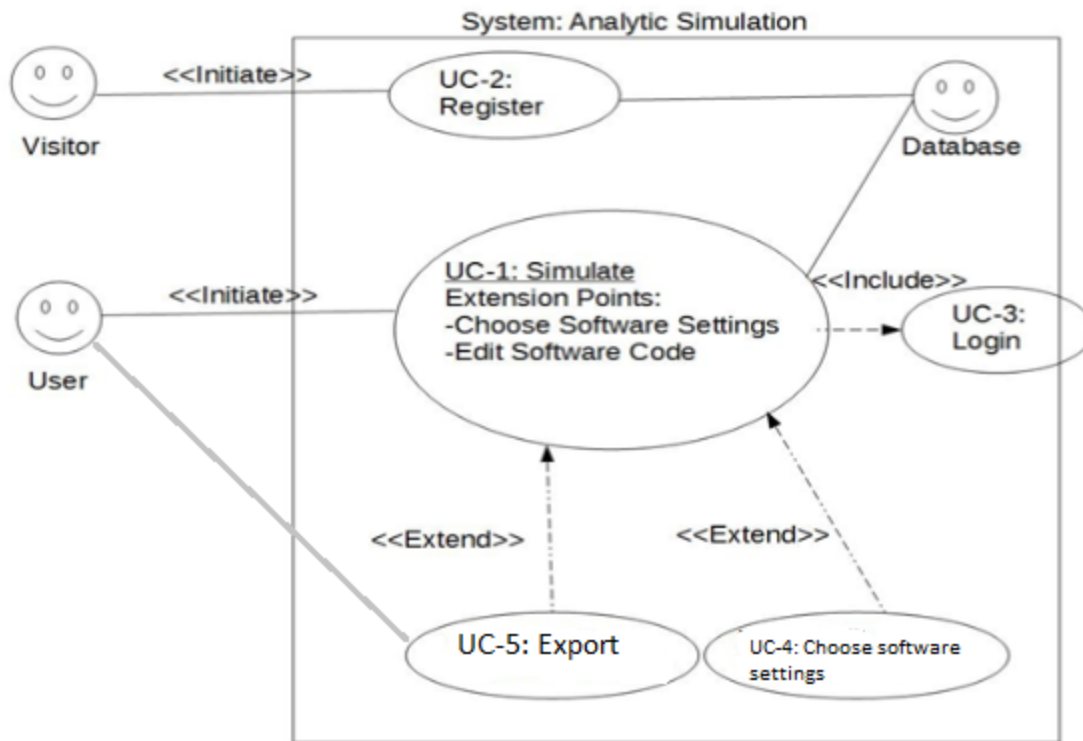 System: Analytic Simulation
<<Initiate>>
UC-2:
Register
Visitor
Database
UC-1: Simulate
Extension Points:
-Choose Software Settings
-Edit Software Code
<<Initiate>>
User
<<Include>>
UC-3:
Login
<<Extend>>
<<Extend>>
UC-5: Export
UC-4: Choose software
settings